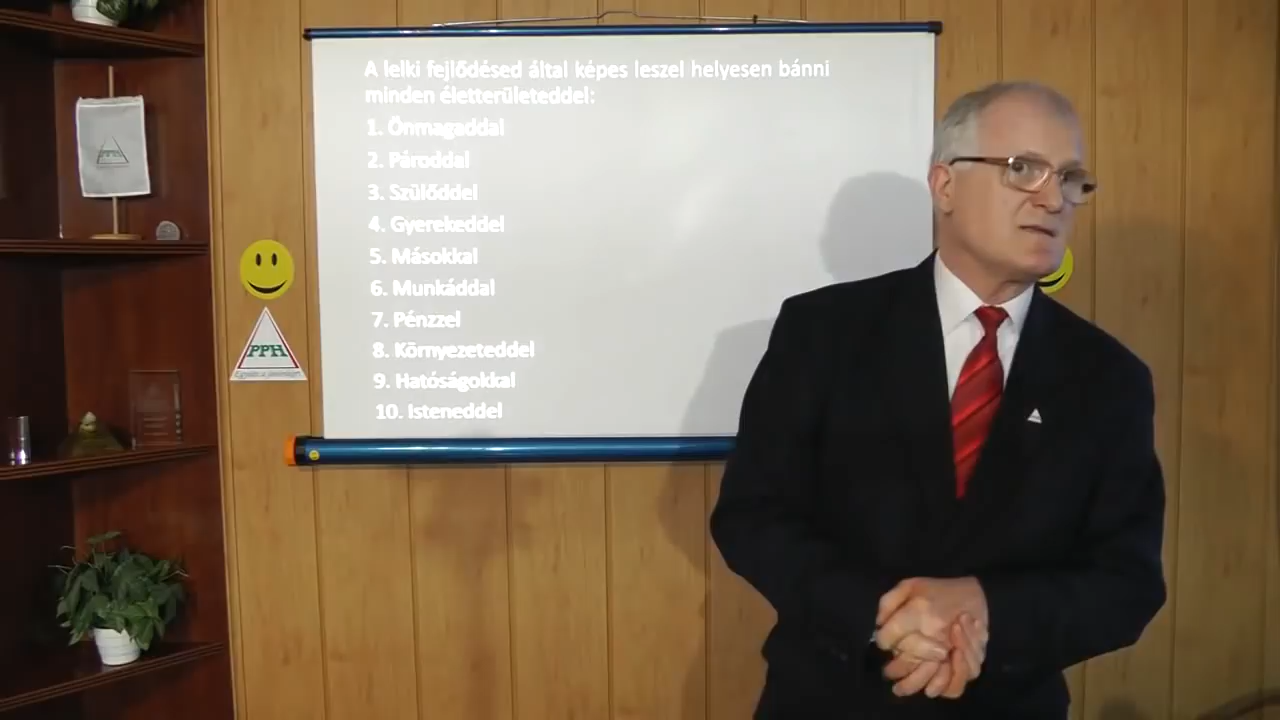 A lelki fejlődésed által képes leszel helyesen bánni
minden életterületeddel:
1. Önmagaddal
2. Pároddal
3. Szülőddel
4. Gyerekeddel
5. Másokkal
6. Munkáddal
7. Pénzzel
8. Környezeteddel
9. Hatóságokkal
10. Isteneddel
PPH
PPH